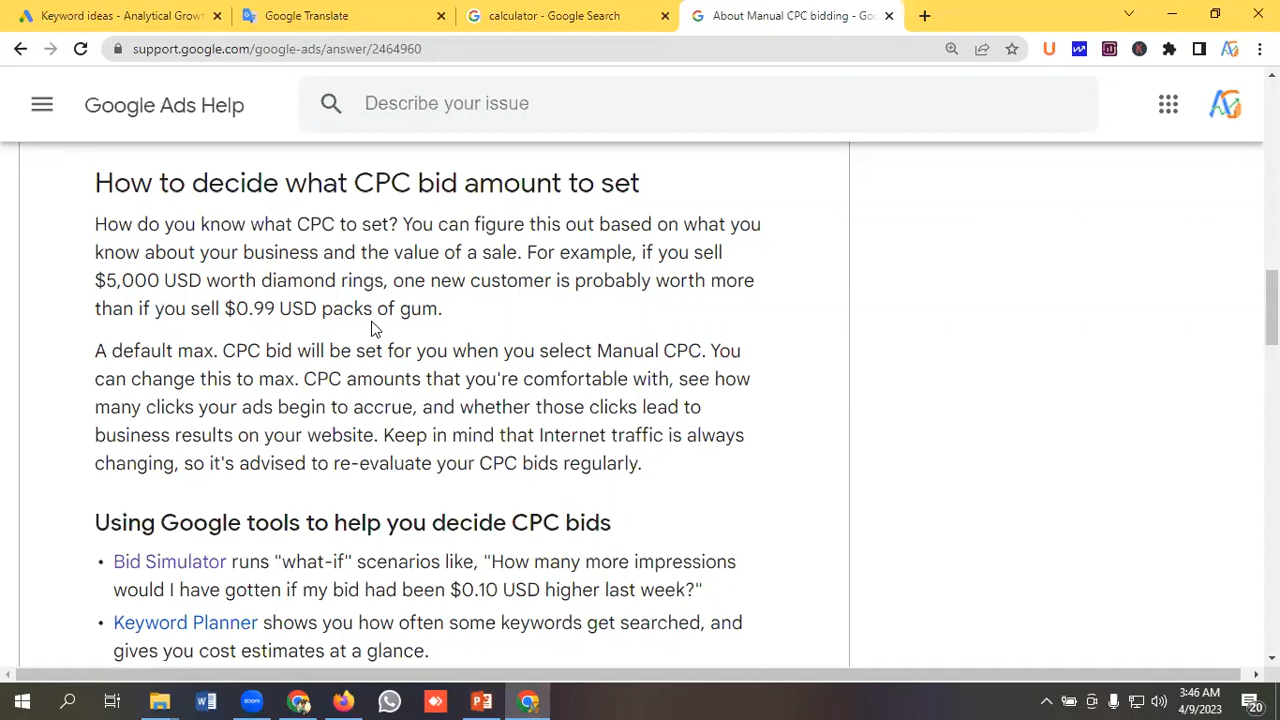 Keyword ideas - Analytical Grow
Google Translate
calculator - Google Search
About Manual CPC bidding - Goo
support.google.com/google-ads/answer/2464960
Google Ads Help
Describe your issue
How to decide what CPC bid amount to set
How do you know what CPC to set? You can figure this out based on what you
know about your business and the value of a sale. For example, if you sell
$5,000 USD worth diamond rings, one new customer is probably worth more
than if you sell $0.99 USD packs of gum.
A default max. CPC bid will be set for you when you select Manual CPC. You
can change this to max. CPC amounts that you're comfortable with, see how
many clicks your ads begin to accrue, and whether those clicks lead to
business results on your website. Keep in mind that Internet traffic is always
changing, so it's advised to re-evaluate your CPC bids regularly.
Using Google tools to help you decide CPC bids
• Bid Simulator runs "what-if" scenarios like, "How many more impressions
would I have gotten if my bid had been $0.10 USD higher last week?"
• Keyword Planner shows you how often some keywords get searched, and
gives you cost estimates at a glance.
3:46 AM
4/9/2023
20